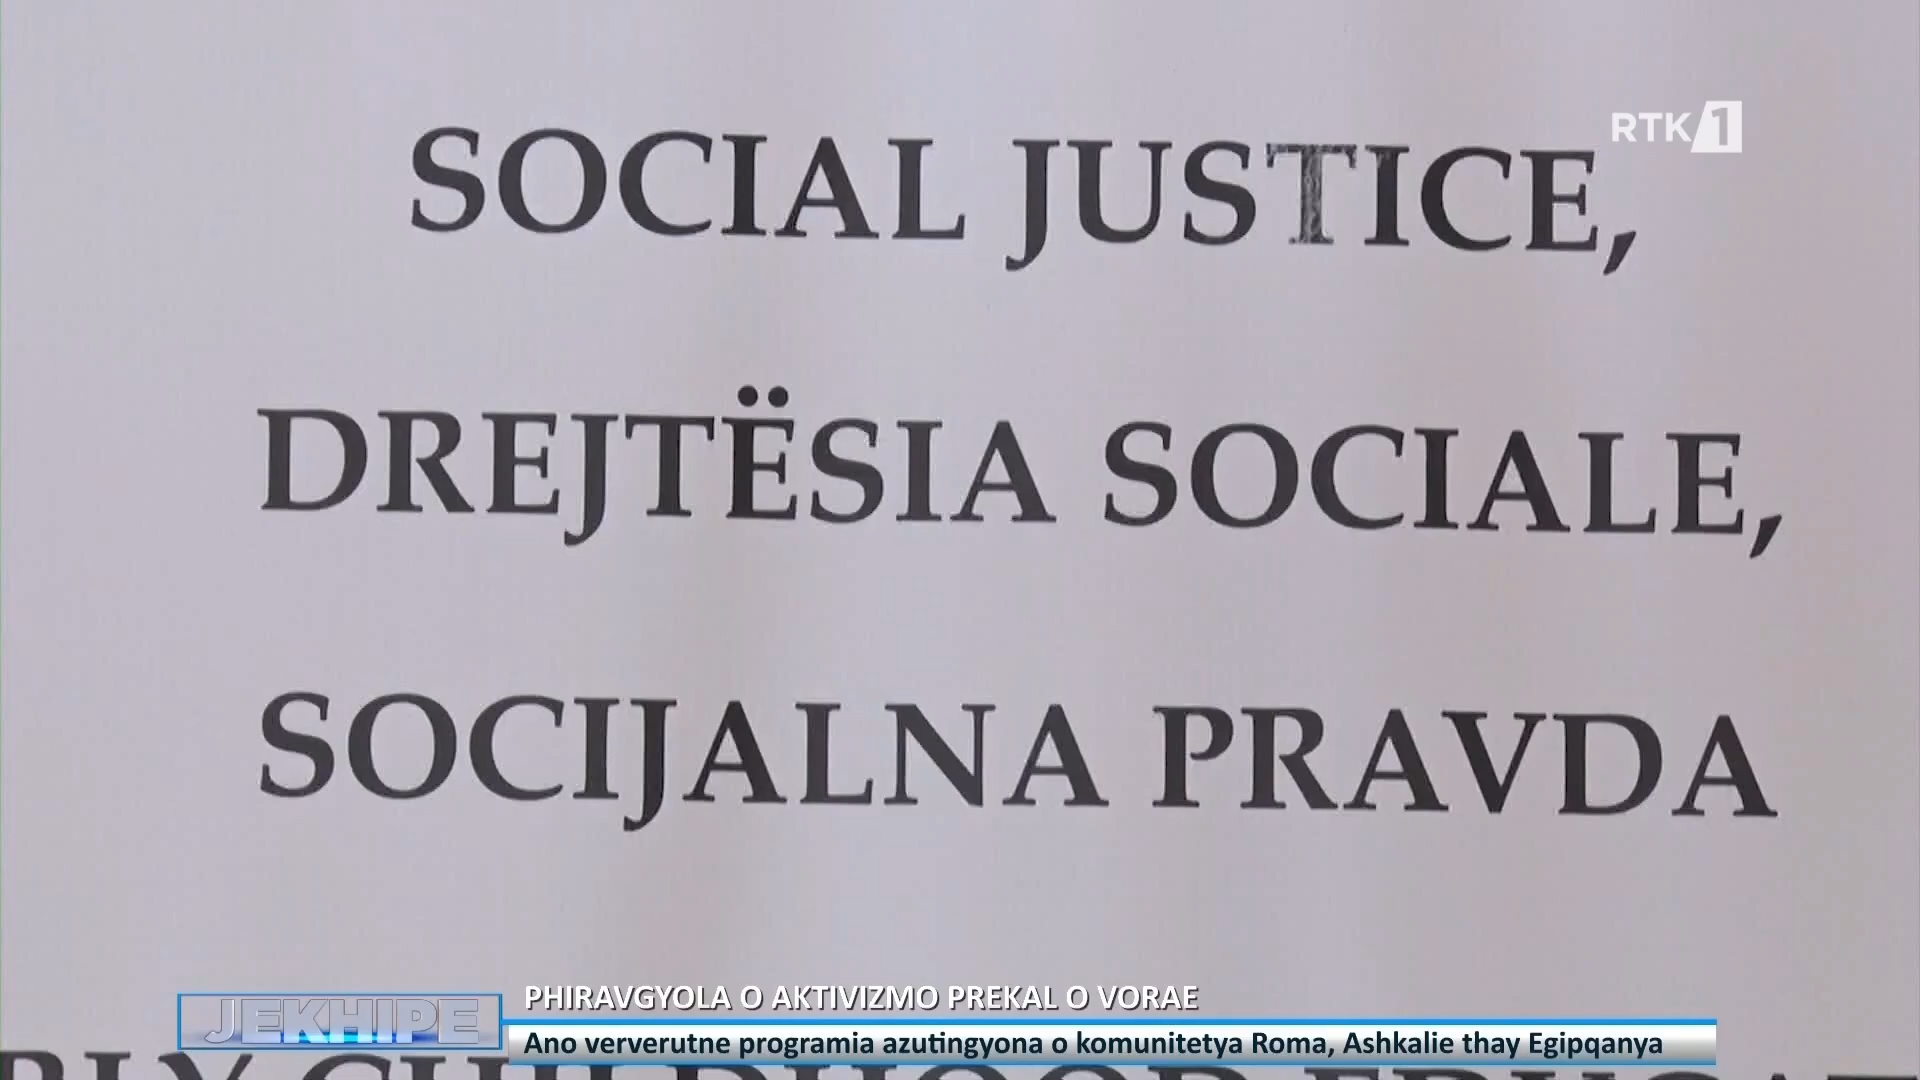 RTK 1
SOCIAL JUSTICE,
DREJTËSIA SOCIALE,
SOCIJALNA PRAVDA
JEKHIPE
PHIRAVGYOLA O AKTIVIZMO PREKAL O VORAE
Ano ververutne programia azutingyona o komunitetya Roma, Ashkalie thay Egipqanya